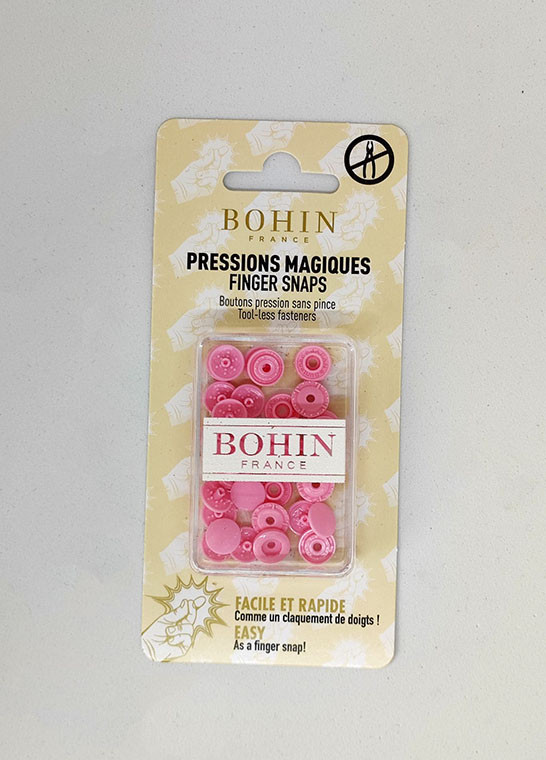 BOHIN
FRANCE
PRESSIONS MAGIQUES
FINGER SNAPS
Boutons pression sans pince
Tool-less fasteners
BOHIN
FRANCE
FACILE ET RAPIDE
Comme un claquement de doigts !
EASY
As a finger snap!